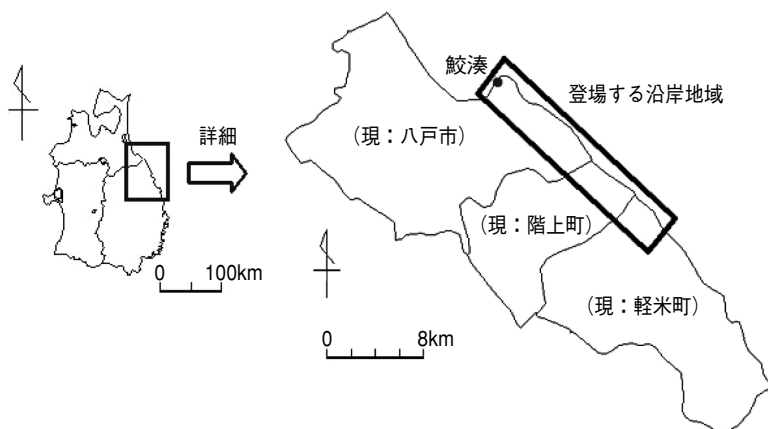 鮫湊
登場する沿岸地域
(現：八戸市)
詳細
(現：階上町)
0 100km
(現：軽米町)
0 8km